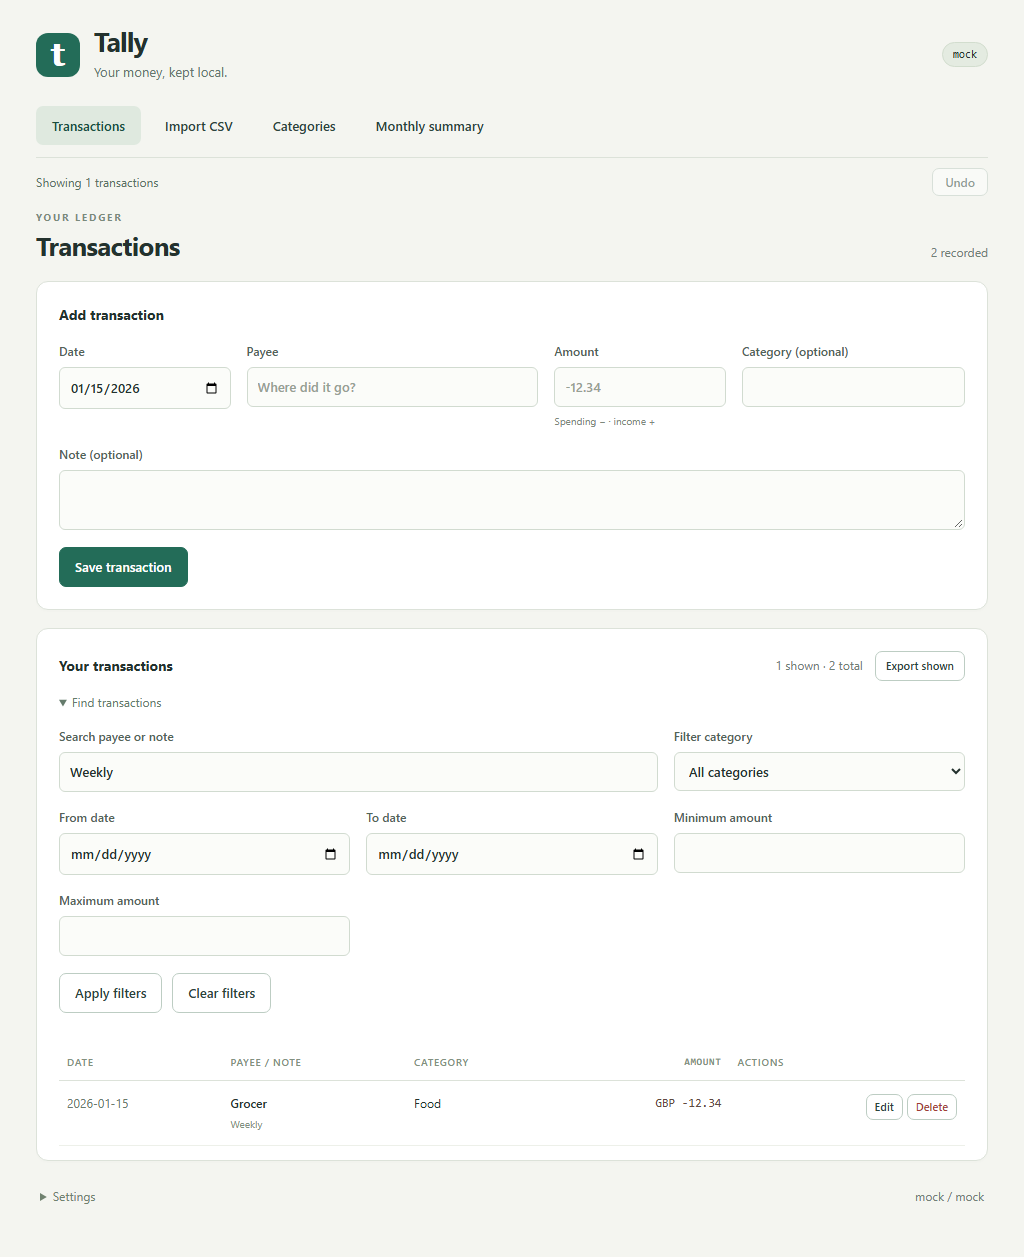 t
Tally
Your money, kept local.
mock
Transactions
Import CSV
Categories
Monthly summary
Showing 1 transactions
Undo
YOUR LEDGER
Transactions
2 recorded
Add transaction
Date
Payee
Amount
Category (optional)
01/15/2026
Where did it go?
-12.34
Spending – · income +
Note (optional)
Save transaction
Your transactions
1 shown · 2 total
Export shown
▼ Find transactions
Search payee or note
Filter category
Weekly
All categories
From date
To date
Minimum amount
mm/dd/yyyy
mm/dd/yyyy
Maximum amount
Apply filters
Clear filters
DATE
PAYEE / NOTE
CATEGORY
AMOUNT
ACTIONS
2026-01-15
Grocer
Food
GBP -12.34
Edit
Delete
Weekly
▶ Settings
mock / mock